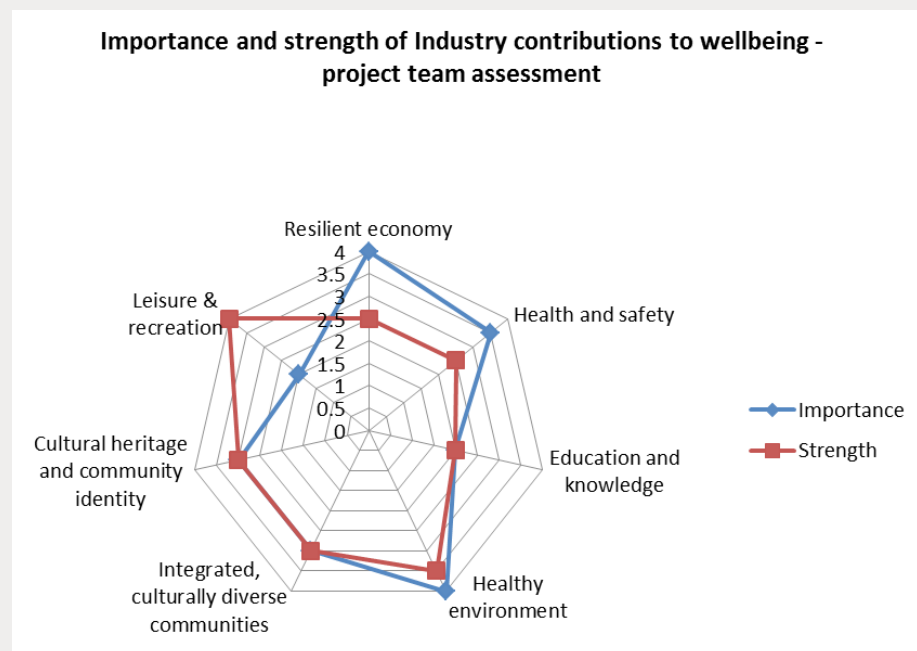 Importance and strength of Industry contributions to wellbeing -
project team assessment
Resilient economy
4
3.5
3
2.5
2
1.5
1
0.5
0
Health and safety
Education and
knowledge
Healthy
environment
Integrated,
culturally diverse
communities
Cultural heritage
and community
identity
Leisure &
recreation
Importance
Strength